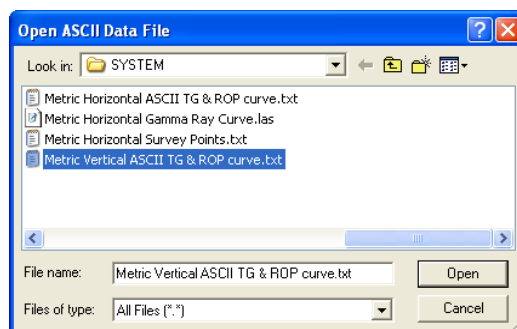 Open ASCII Data File
Look in: SYSTEM
Metric Horizontal ASCII TG & ROP curve.txt
Metric Horizontal Gamma Ray Curve.las
Metric Horizontal Survey Points.txt
Metric Vertical ASCII TG & ROP curve.txt
File name: Metric Vertical ASCII TG & ROP curve.txt Open
Files of type: All Files (*.*) Cancel